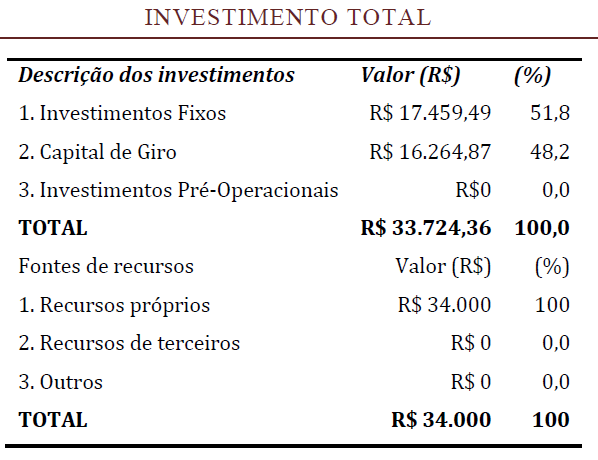 INVESTIMENTO TOTAL
Descrição dos investimentos Valor (R$) (%)
1. Investimentos Fixos R$ 17.459,49 51,8
2. Capital de Giro R$ 16.264,87 48,2
3. Investimentos Pré-Operacionais R$0 0,0
TOTAL R$ 33.724,36 100,0
Fontes de recursos Valor (R$) (%)
1. Recursos próprios R$ 34.000 100
2. Recursos de terceiros R$ 0 0,0
3. Outros R$ 0 0,0
TOTAL R$ 34.000 100